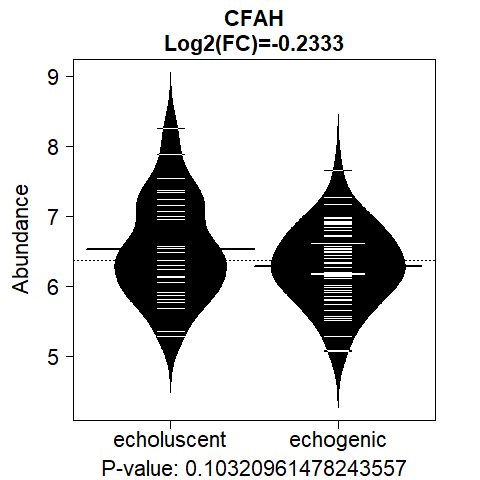 CFAH
Log2(FC)=-0.2333
Abundance
9
8
7
6
5
echoluscent
echogenic
P-value: 0.10320961478243557